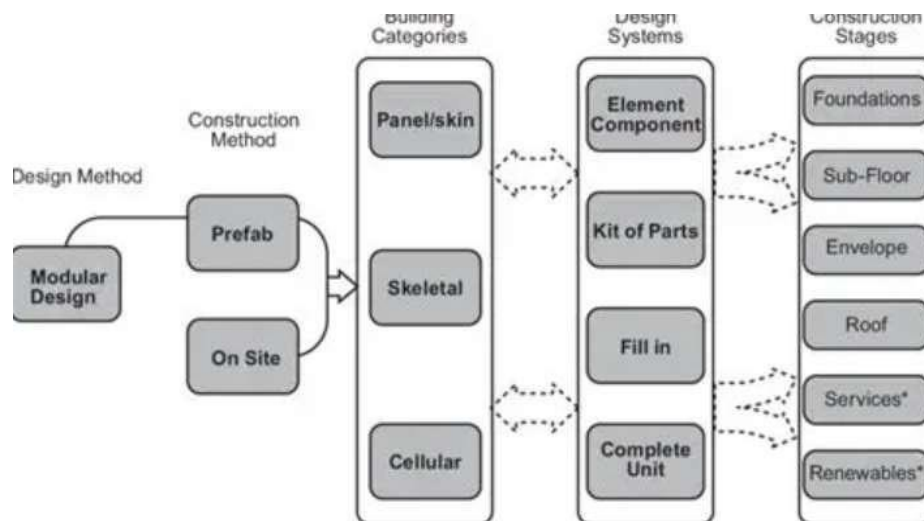 Building
Categories
Design
Systems
Construction
Stages
Construction
Method
Design Method
Modular
Design
Prefab
On Site
Panel/skin
Skeletal
Cellular
Element
Component
Kit of Parts
Fill in
Complete
Unit
Foundations
Sub-Floor
Envelope
Roof
Services*
Renewables*